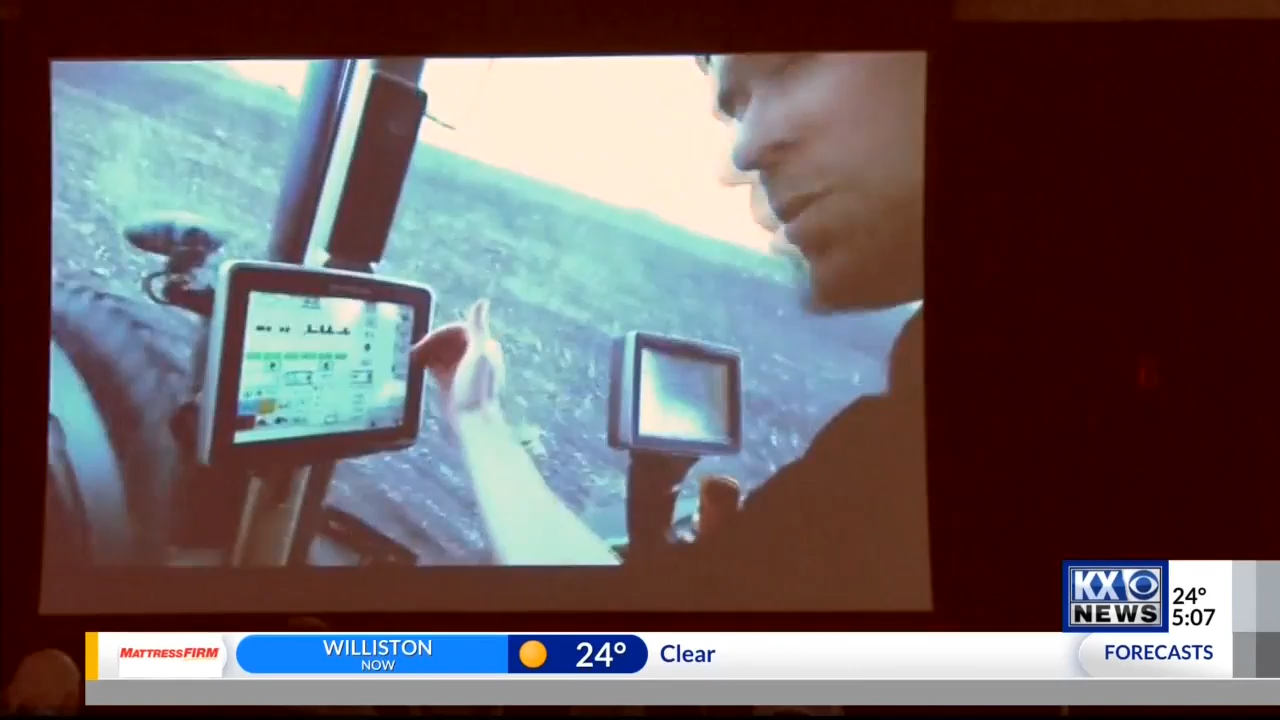 KX
NEWS
24°
5:07
MATTRESSFIRM
WILLISTON
NOW
24°
Clear
FORECASTS